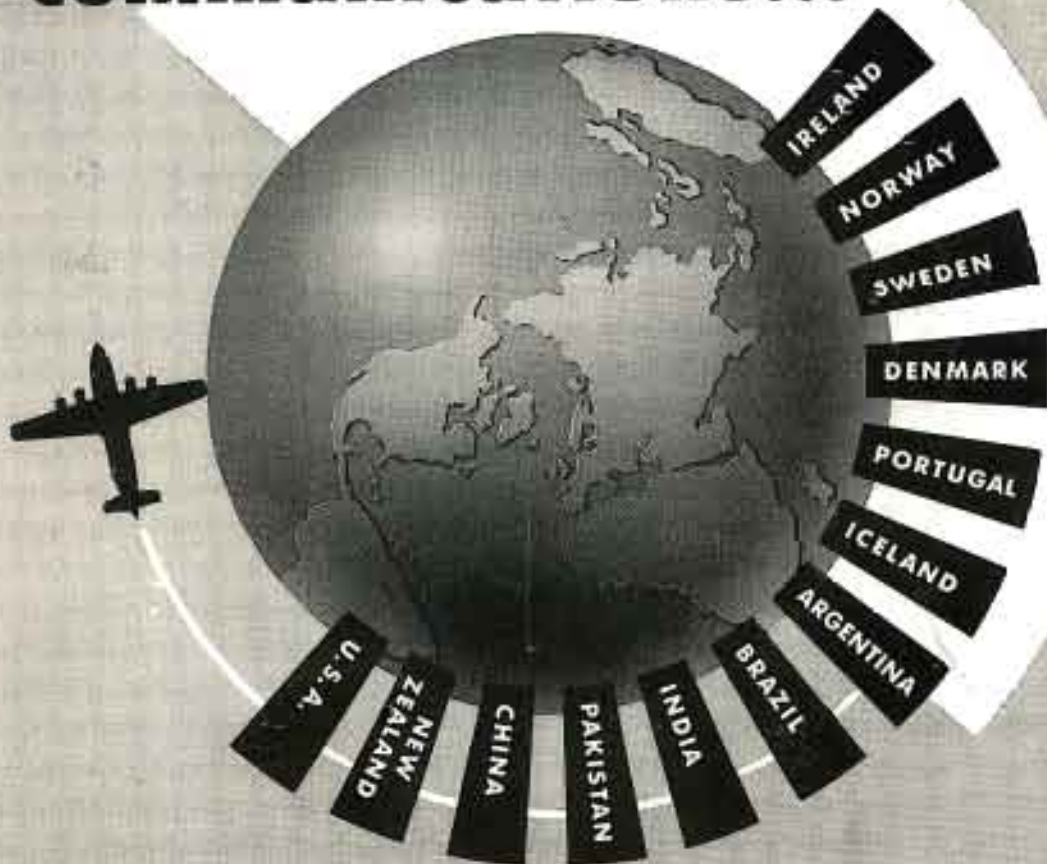 IRELAND
NORWAY
SWEDEN
DENMARK
PORTUGAL
ICELAND
ARGENTINA
BRAZIL
INDIA
PAKISTAN
CHINA
NEW
ZEALAND
U.S.A.